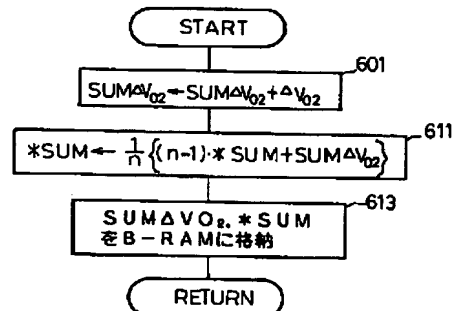 START
601
SUMΔV₀₂←SUMΔV₀₂+ΔV₀₂
611
*SUM← 1/n {(n-1)・*SUM+SUMΔV₀₂}
613
SUMΔVO₂, *SUM
をB-RAMに格納
RETURN